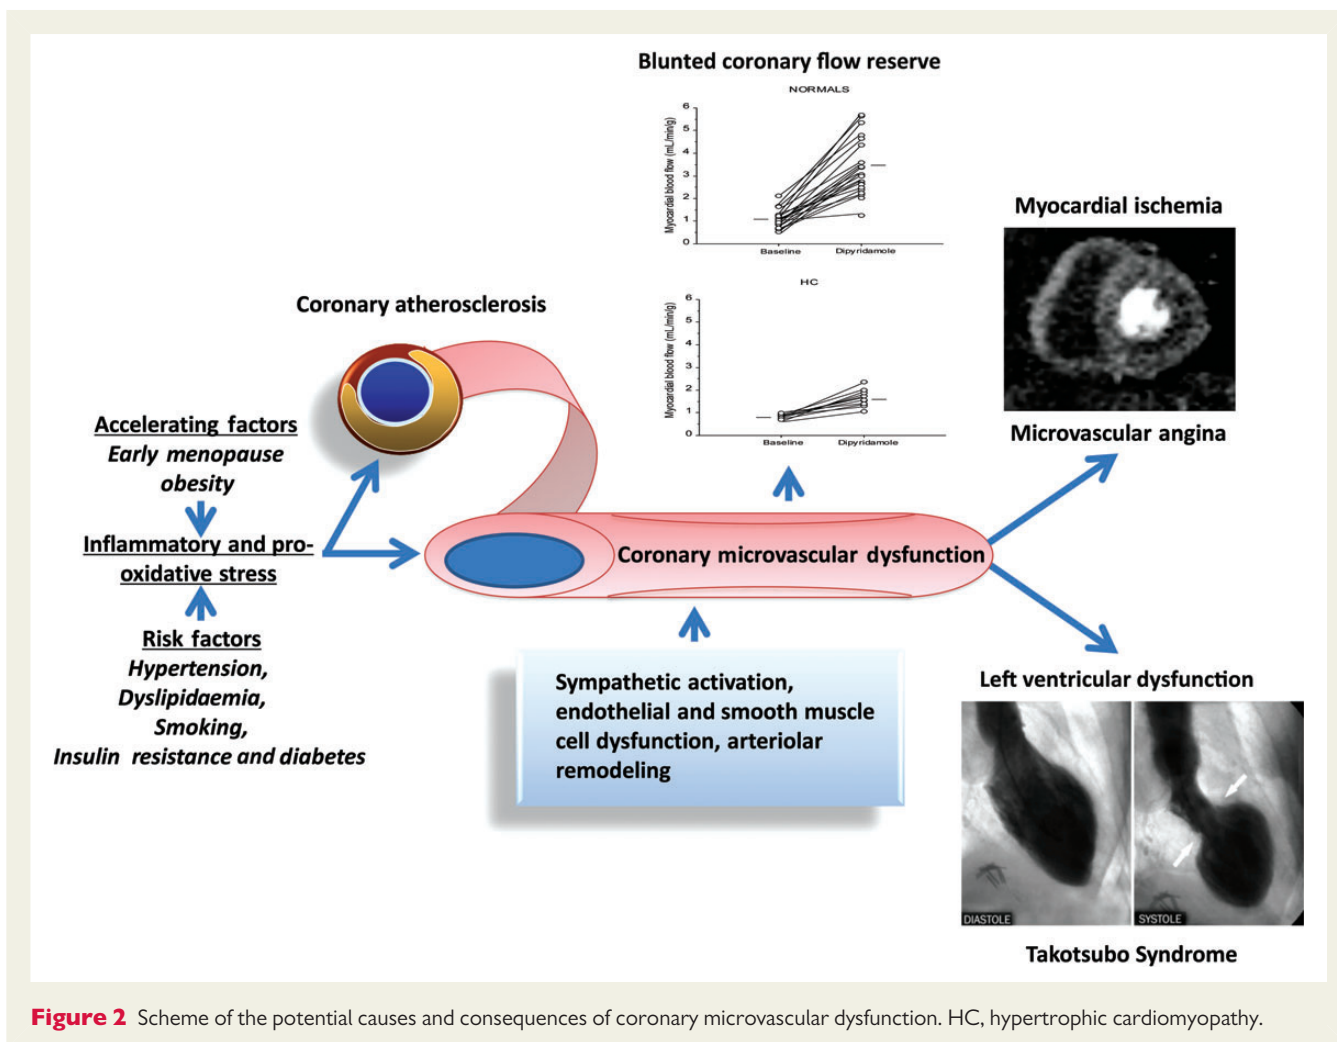 Blunted coronary flow reserve
NORMALS
Myocardial blood flow (mL/min/g)
6
5
4
3
2
1
0
Baseline
Dipyridamole
HC
Myocardial blood flow (mL/min/g)
6
5
4
3
2
1
0
Baseline
Dipyridamole
Coronary atherosclerosis
Accelerating factors
Early menopause
obesity
Inflammatory and pro-
oxidative stress
Risk factors
Hypertension,
Dyslipidaemia,
Smoking,
Insulin resistance and diabetes
Coronary microvascular dysfunction
Sympathetic activation,
endothelial and smooth muscle
cell dysfunction, arteriolar
remodeling
Myocardial ischemia
Microvascular angina
Left ventricular dysfunction
DIASTOLE
SYSTOLE
Takotsubo Syndrome
Figure 2 Scheme of the potential causes and consequences of coronary microvascular dysfunction. HC, hypertrophic cardiomyopathy.